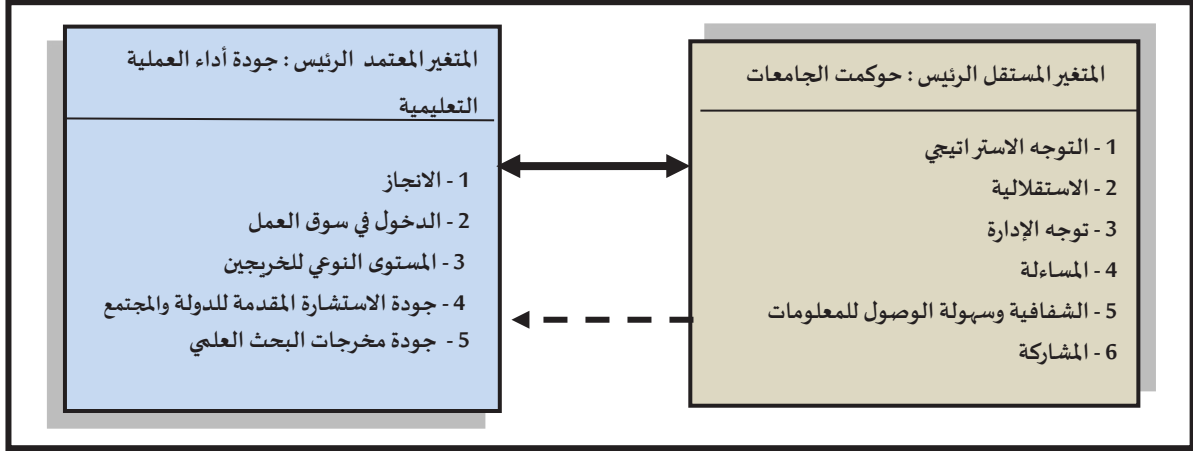 المتغير المستقل الرئيس : حوكمت الجامعات
1 - التوجه الاستراتيجي
2 - الاستقلالية
3 - توجه الإدارة
4 - المساءلة
5 - الشفافية وسهولة الوصول للمعلومات
6 - المشاركة
المتغير المعتمد الرئيس : جودة أداء العملية
التعليمية
1 - الانجاز
2 - الدخول في سوق العمل
3 - المستوى النوعي للخريجين
4 - جودة الاستشارة المقدمة للدولة والمجتمع
5 - جودة مخرجات البحث العلمي